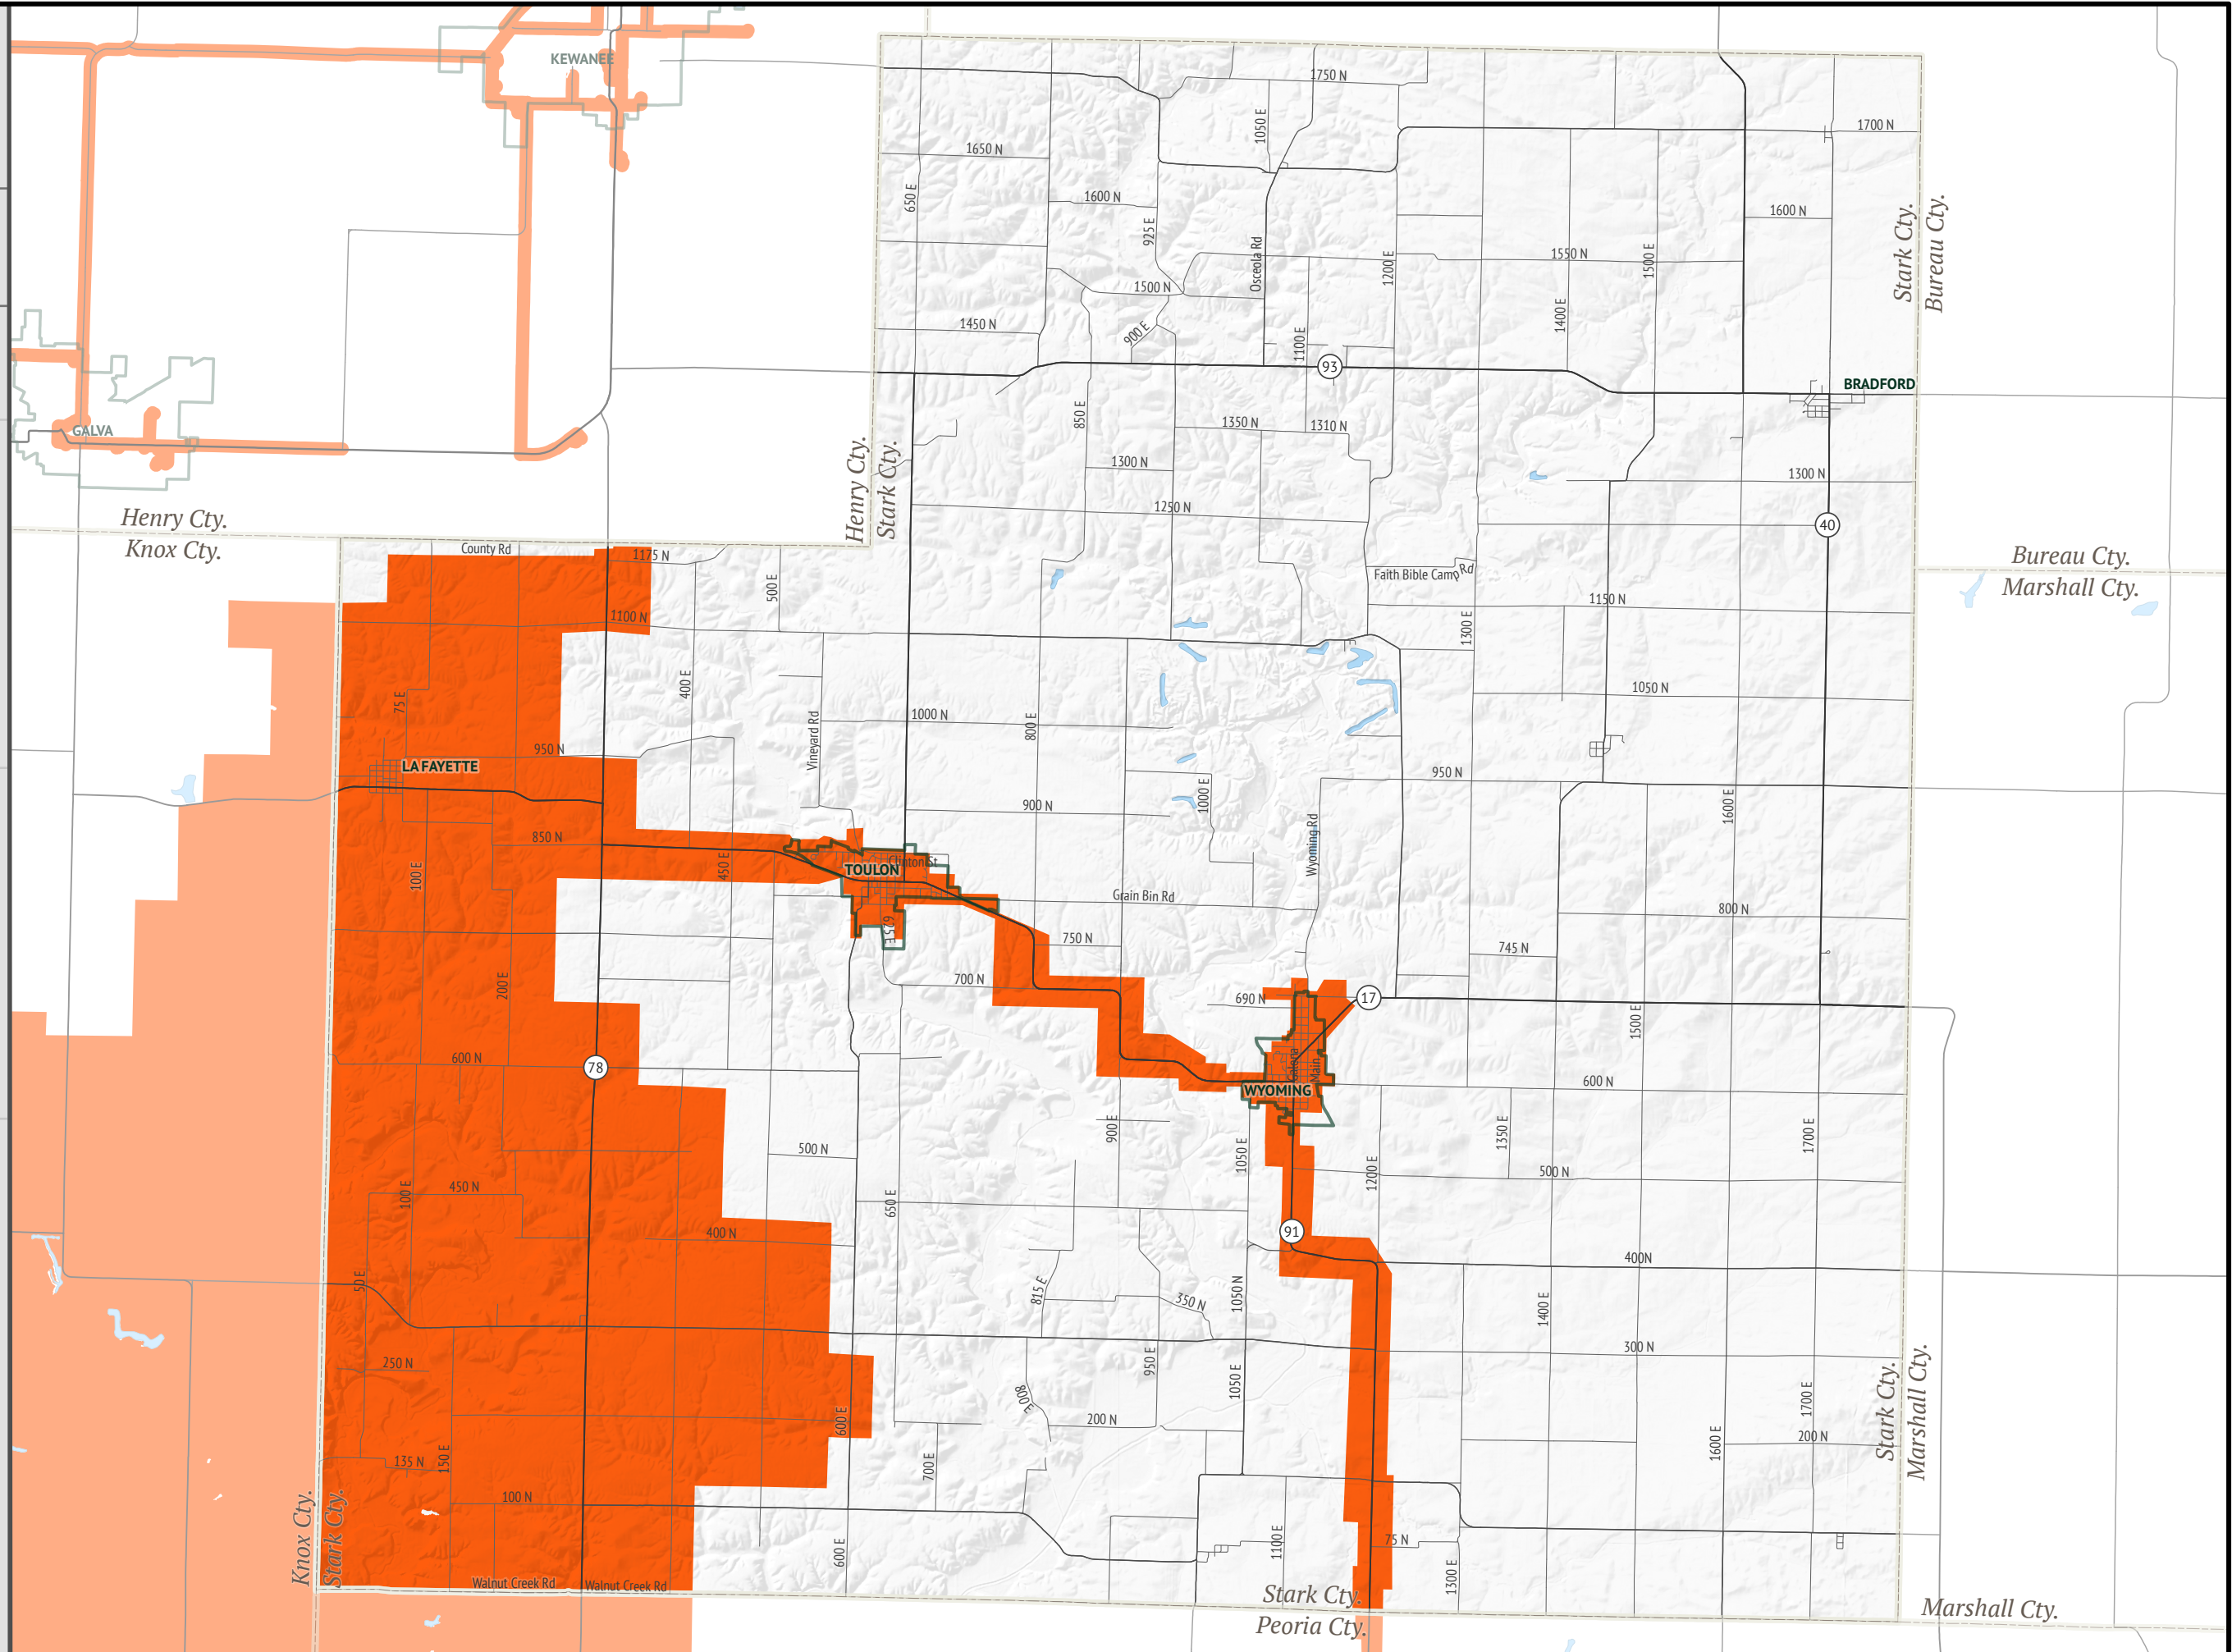 KEWANEE
1750 N
1050 E
1700 N
1650 N
650 E
1600 N
925 E
1600 N
Stark Cty.
Bureau Cty.
Osceola Rd
1200 E
1550 N
1500 E
1500 N
1400 E
1450 N
900 E
1100 E
93
BRADFORD
850 E
GALVA
1350 N
1310 N
Henry Cty.
Stark Cty.
1300 N
1300 N
1250 N
Henry Cty.
Knox Cty.
40
County Rd
1175 N
500 E
Faith Bible Camp Rd
Bureau Cty.
Marshall Cty.
1150 N
1100 N
1300 E
400 E
75 E
1050 N
1000 N
800 E
Vineyard Rd
950 N
LA FAYETTE
950 N
1000 E
900 N
1600 E
850 N
Wyoming Rd
Clinton St
TOULON
450 E
100 E
Grain Bin Rd
800 N
625 E
750 N
745 N
700 N
200 E
690 N
17
1500 E
600 N
78
Galena
Main
WYOMING
600 N
900 E
1350 E
1700 E
500 N
1050 E
1200 E
500 N
450 N
100 E
650 E
400 N
91
400N
50 E
815 E
350 N
1050 N
1400 E
300 N
250 N
950 E
1050 E
Stark Cty.
Marshall Cty.
800 E
1700 E
600 E
200 N
200 N
1600 E
135 N
150 E
700 E
100 N
Knox Cty.
Stark Cty.
600 E
1100 E
75 N
1300 E
Walnut Creek Rd
Walnut Creek Rd
Stark Cty.
Peoria Cty.
Marshall Cty.